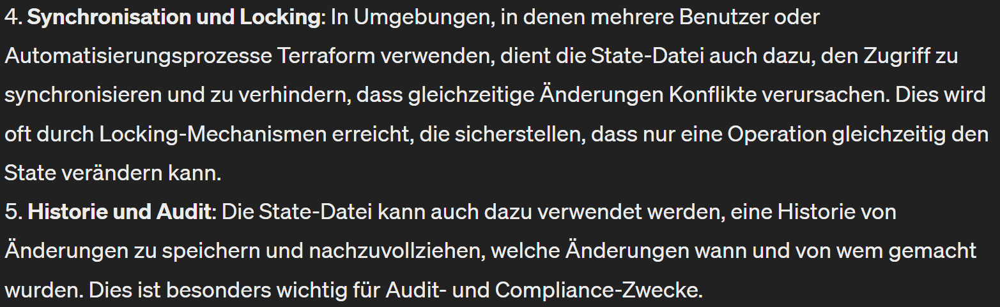 4. Synchronisation und Locking: In Umgebungen, in denen mehrere Benutzer oder
Automatisierungsprozesse Terraform verwenden, dient die State-Datei auch dazu, den Zugriff zu
synchronisieren und zu verhindern, dass gleichzeitige Änderungen Konflikte verursachen. Dies wird
oft durch Locking-Mechanismen erreicht, die sicherstellen, dass nur eine Operation gleichzeitig den
State verändern kann.
5. Historie und Audit: Die State-Datei kann auch dazu verwendet werden, eine Historie von
Änderungen zu speichern und nachzuvollziehen, welche Änderungen wann und von wem gemacht
wurden. Dies ist besonders wichtig für Audit- und Compliance-Zwecke.